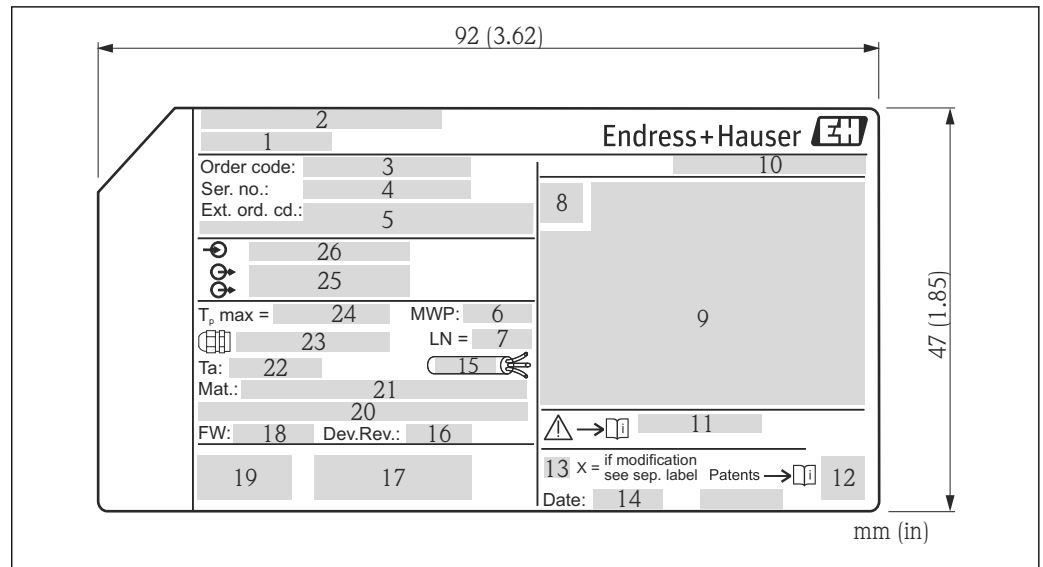 92 (3.62)
2
1
Endress+Hauser EH
Order code: 3
Ser. no.: 4
Ext. ord. cd.: 5
10
8
9
26
25
Tp max = 24 MWP: 6
23 LN = 7
Ta: 22 15
Mat.: 21
20
FW: 18 Dev.Rev.: 16
19 17
i 11
13 X = if modification
see sep. label Patents i 12
Date: 14
47 (1.85)
mm (in)